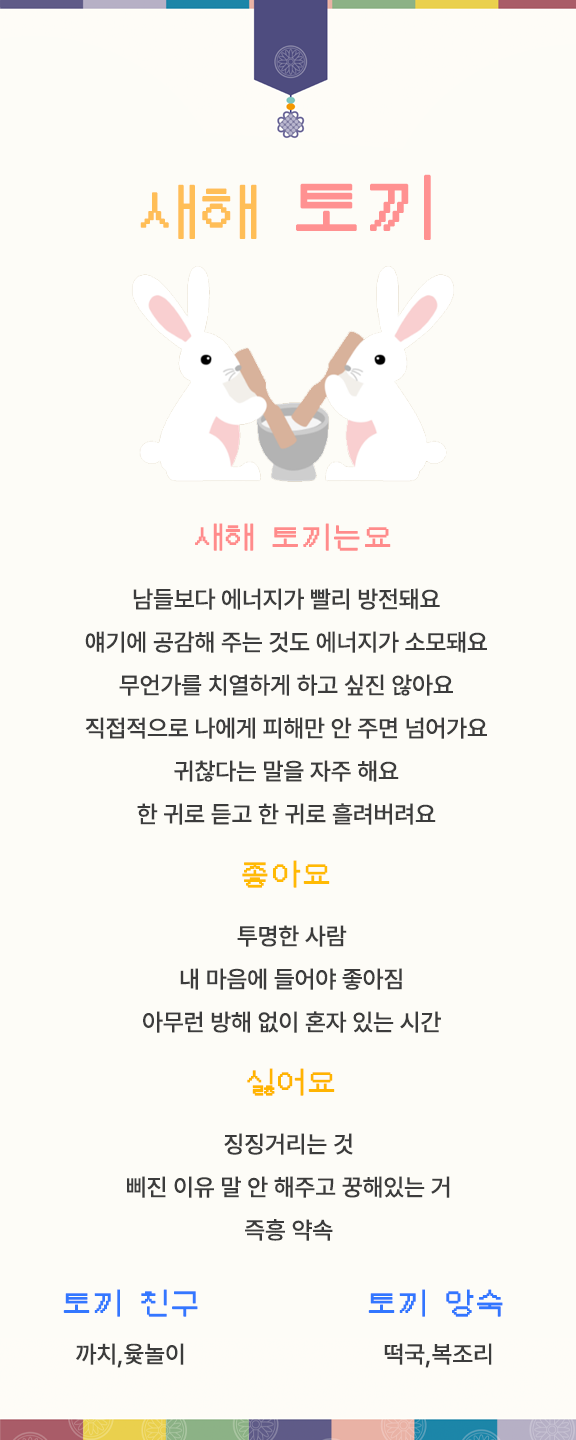 새해 토끼
새해 토끼는요
남들보다 에너지가 빨리 방전돼요
얘기에 공감해 주는 것도 에너지가 소모돼요
무언가를 치열하게 하고 싶진 않아요
직접적으로 나에게 피해만 안 주면 넘어가요
귀찮다는 말을 자주 해요
한 귀로 듣고 한 귀로 흘려버려요
좋아요
투명한 사람
내 마음에 들어야 좋아짐
아무런 방해 없이 혼자 있는 시간
싫어요
징징거리는 것
삐진 이유 말 안 해주고 꿍해있는 거
즉흥 약속
토끼 친구
까치,윷놀이
토끼 앙숙
떡국,복조리